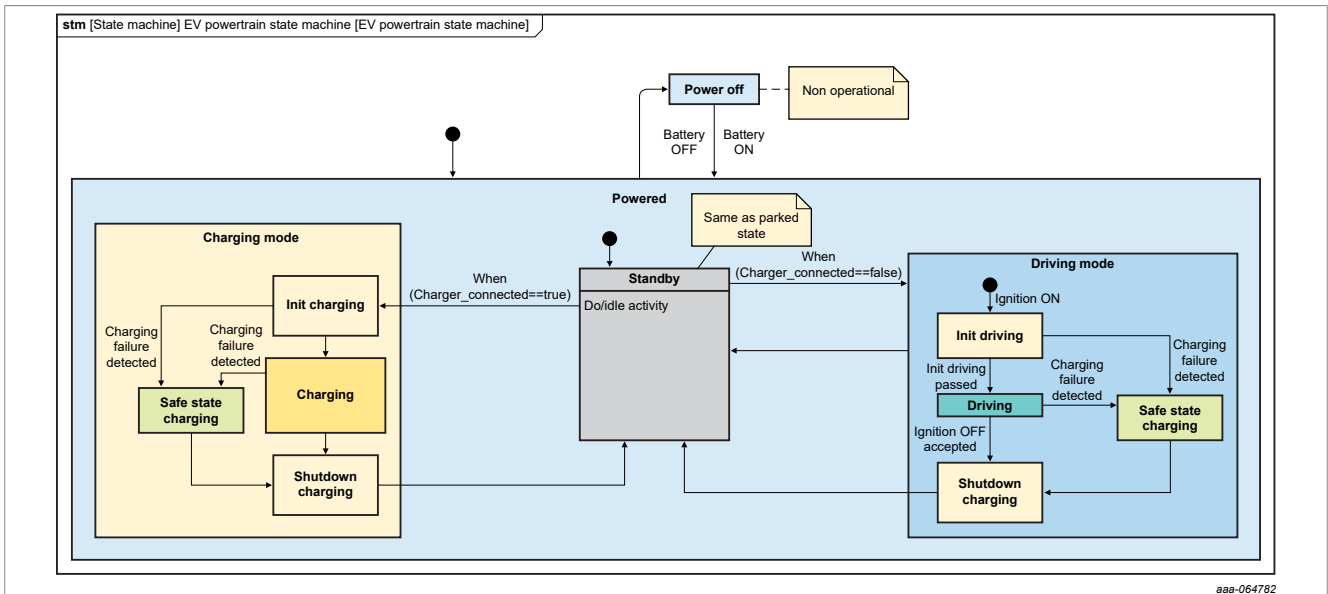 stm [State machine] EV powertrain state machine [EV powertrain state machine]
Power off
Non operational
Battery
OFF
Battery
ON
Powered
Same as parked
state
Charging mode
When
(Charger_connected==true)
Init charging
Charging
failure
detected
Charging
failure
detected
Charging
Safe state
charging
Shutdown
charging
Standby
Do/idle activity
When
(Charger_connected==false)
Driving mode
Ignition ON
Init driving
Init driving
passed
Charging
failure
detected
Charging
failure
detected
Driving
Safe state
charging
Ignition OFF
accepted
Shutdown
charging
aaa-064782